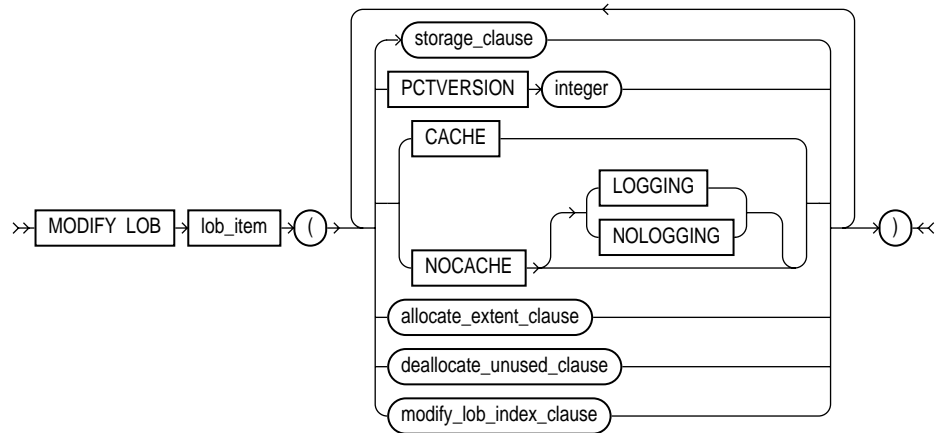 storage_clause
PCTVERSION integer
CACHE
LOGGING
MODIFY LOB lob_item ( )
NOLOGGING
NOCACHE
allocate_extent_clause
deallocate_unused_clause
modify_lob_index_clause